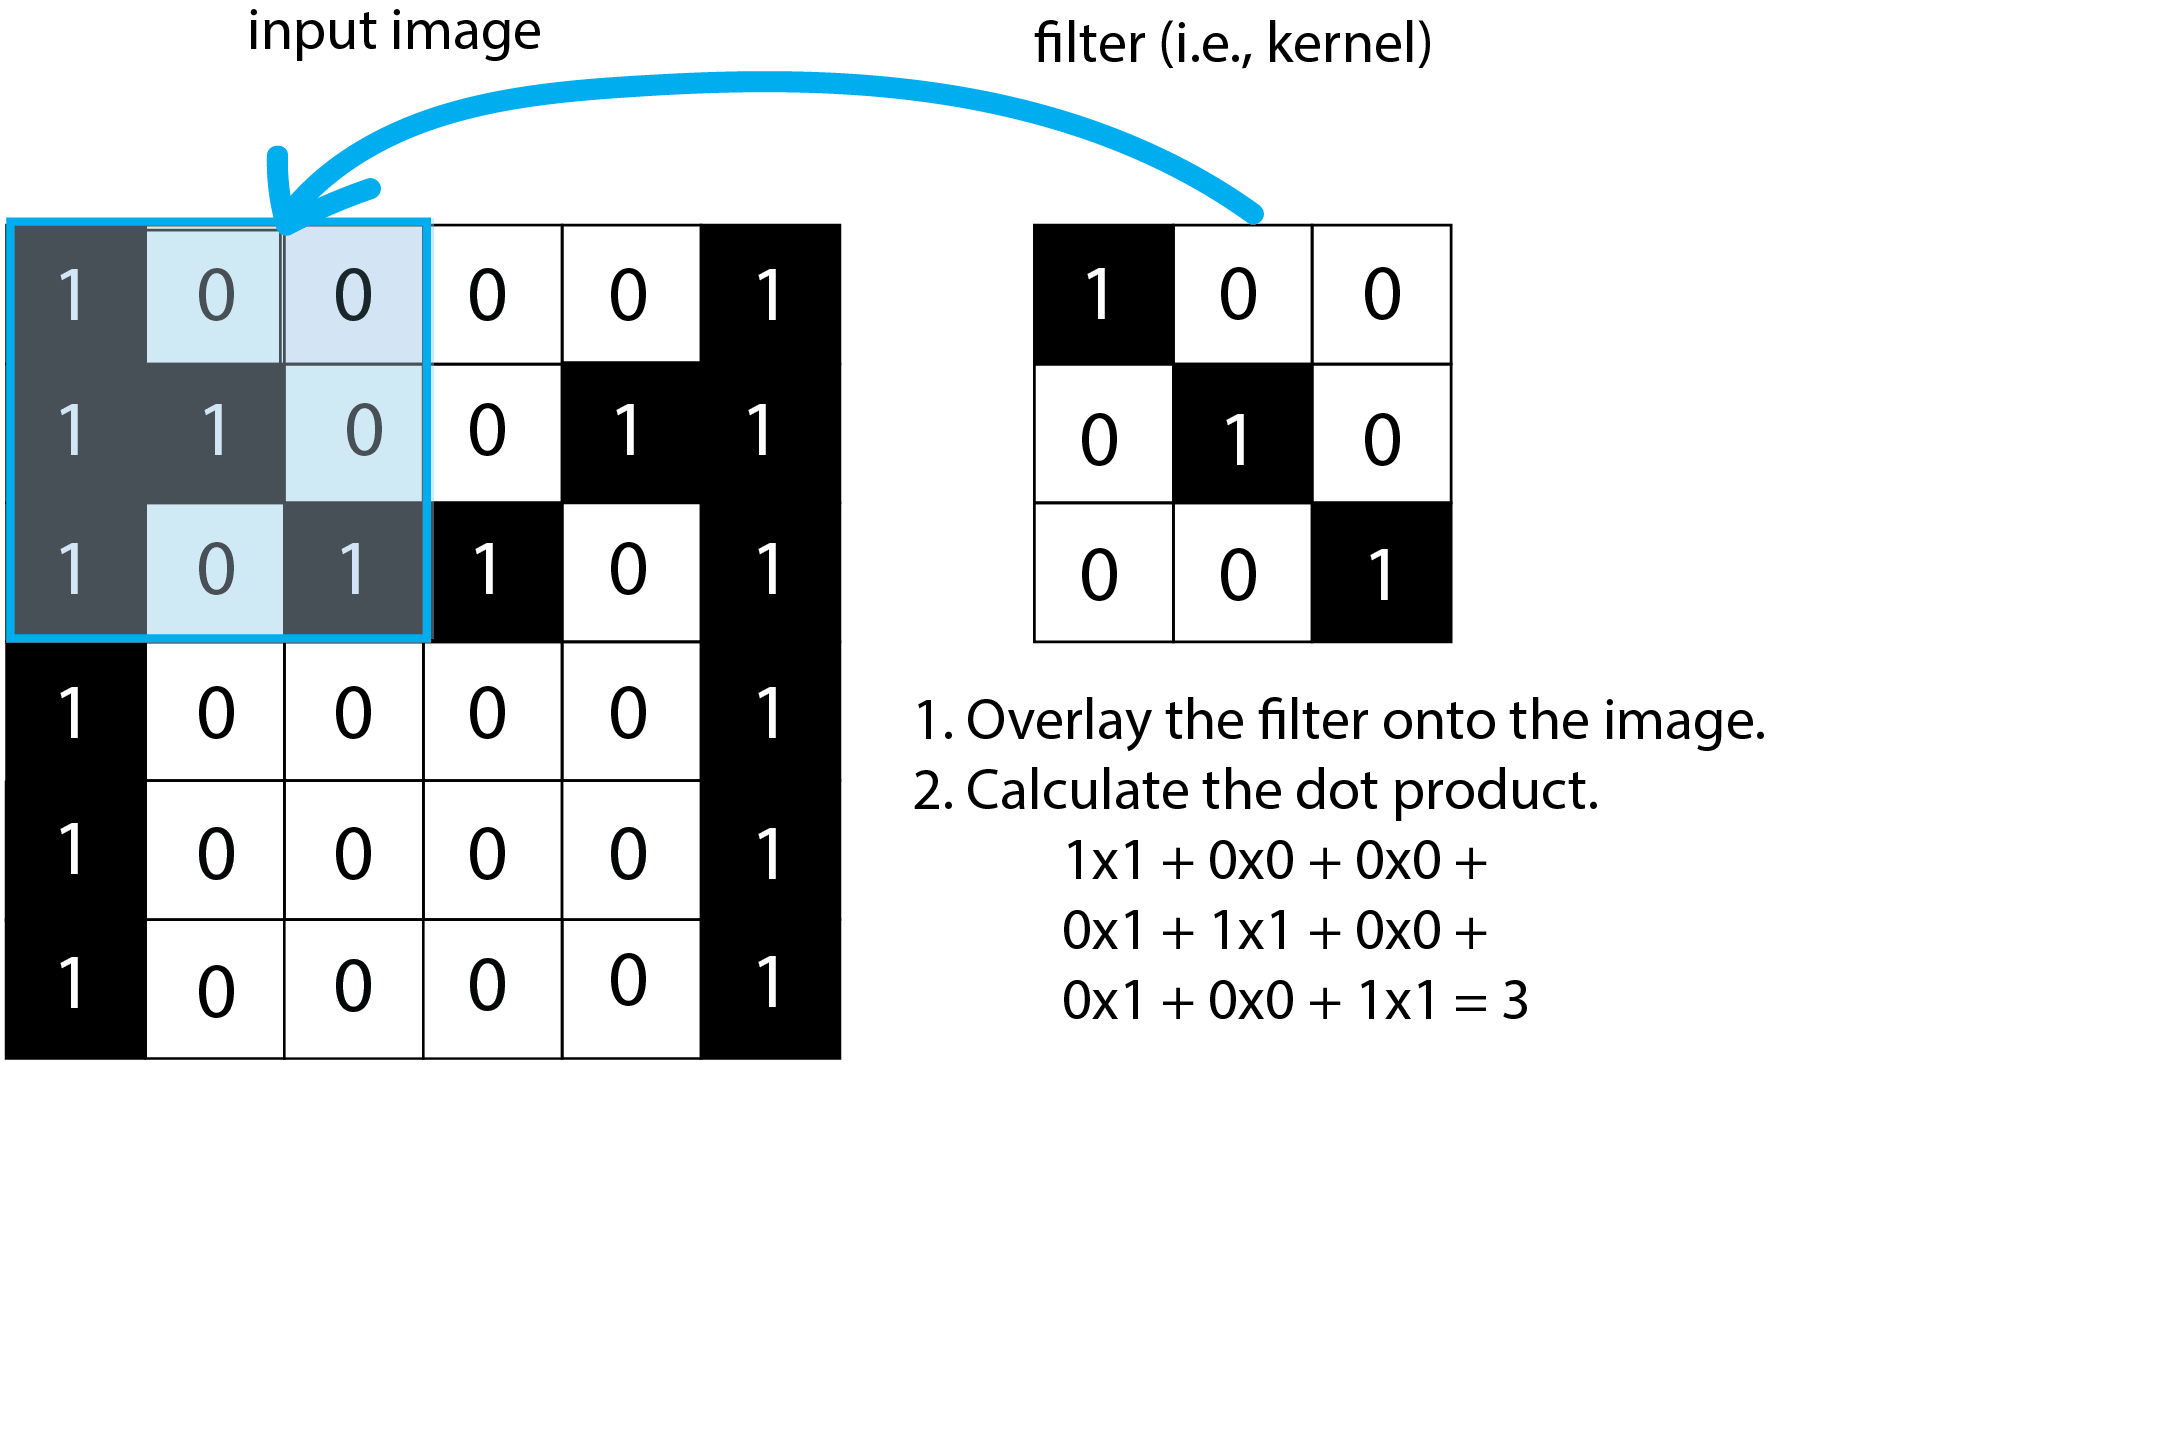 input image
filter (i.e., kernel)
1 0 0 0 0 1
1 1 0 0 1 1
1 0 1 1 0 1
1 0 0 0 0 1
1 0 0 0 0 1
1 0 0 0 0 1
1 0 0
0 1 0
0 0 1
1. Overlay the filter onto the image.
2. Calculate the dot product.
1x1 + 0x0 + 0x0 +
0x1 + 1x1 + 0x0 +
0x1 + 0x0 + 1x1 = 3